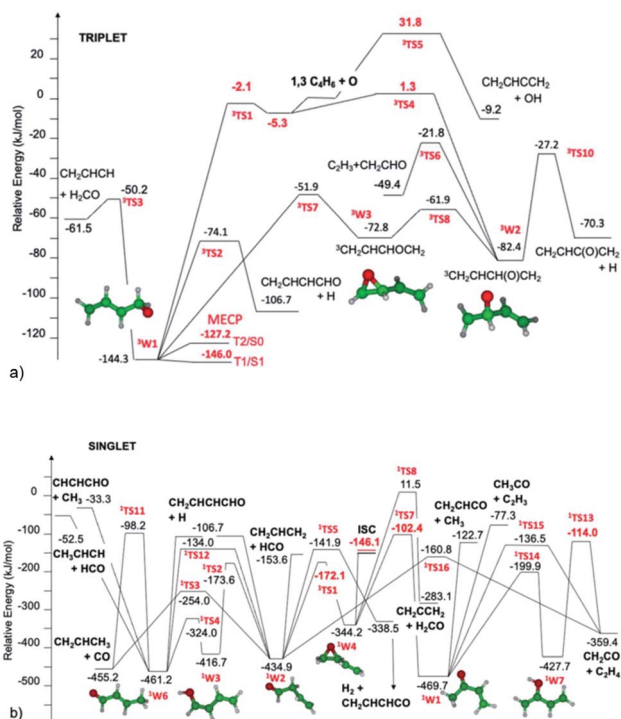 TRIPLET
Relative Energy (kJ/mol)
20
0
-20
-40
-60
-80
-100
-120
31.8
³TS5
-2.1
³TS1
-5.3
1,3 C₄H₆ + O
1.3
³TS4
CH₂CHCCH₂
+ OH
-9.2
-21.8
³TS6
C₂H₃+CH₂CHO
-49.4
-27.2
³TS10
CH₂CHCH
+ H₂CO
-61.5
-50.2
³TS3
-51.9
³TS7
-61.9
³TS8
³W3
-72.8
³CH₂CHCHOCH₂
³W2
-82.4
³CH₂CHCH(O)CH₂
-70.3
CH₂CHC(O)CH₂
+ H
-74.1
³TS2
CH₂CHCHCHO
+ H
-106.7
MECP
-127.2
T2/S0
-146.0
T1/S1
³W1
-144.3
a)
SINGLET
Relative Energy (kJ/mol)
0
-100
-200
-300
-400
-500
CHCHCHO
+ CH₃
-33.3
-52.5
CH₃CHCH
+ HCO
¹TS11
-98.2
CH₂CHCHCHO
+ H
-106.7
-134.0
¹TS12
¹TS2
-173.6
¹TS3
-254.0
¹TS4
-324.0
-416.7
CH₂CHCH₃
+ CO
-455.2
-461.2
¹W6
¹W3
-434.9
¹W2
CH₂CHCH₂
+ HCO
-153.6
¹TS5
-141.9
-172.1
¹TS1
ISC
-146.1
-344.2
¹W4
-338.5
H₂ +
CH₂CHCHCO
¹TS8
11.5
¹TS7
-102.4
CH₂CCH₂
+ H₂CO
-283.1
¹TS16
-160.8
CH₂CHCO
+ CH₃
-122.7
CH₃CO
+ C₂H₃
-77.3
¹TS15
-136.5
¹TS14
-199.9
¹TS13
-114.0
-469.7
¹W1
-427.7
¹W7
-359.4
CH₂CO
+ C₂H₄
b)